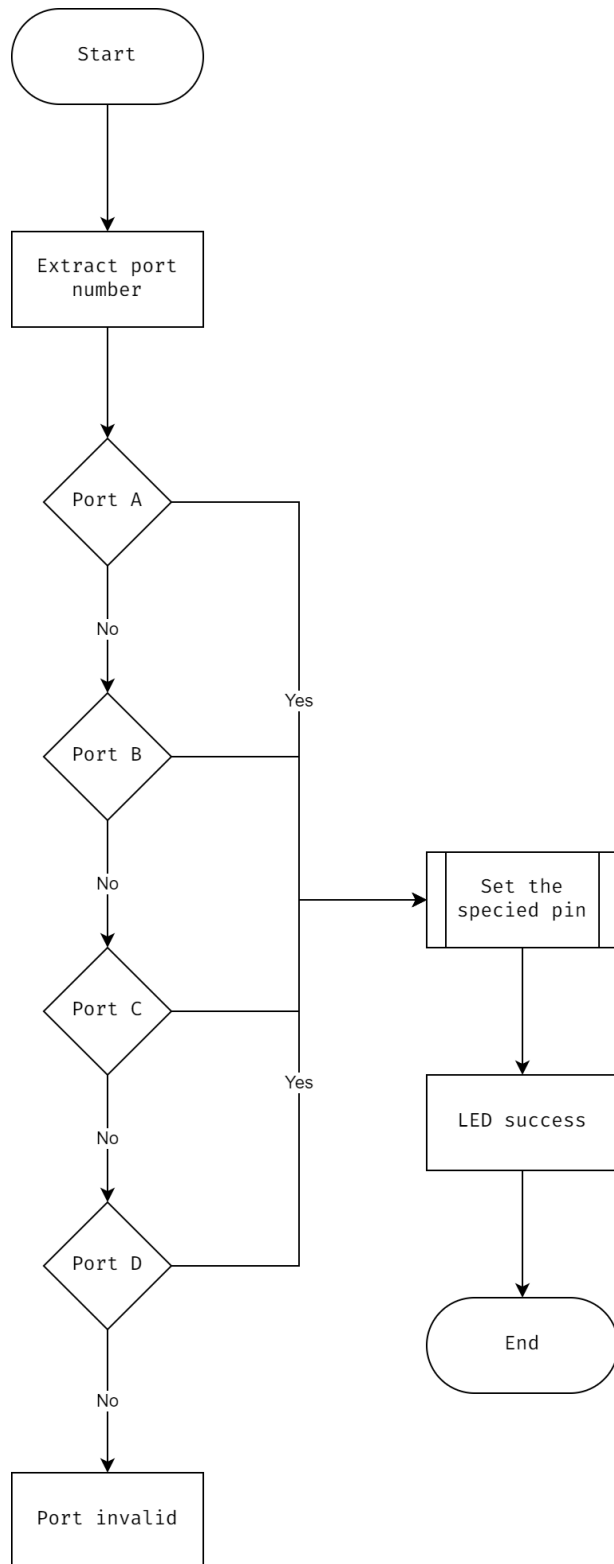 Start
Extract port
number
Port A
No
Yes
Port B
No
Set the
specied pin
Port C
Yes
LED success
No
Port D
End
No
Port invalid